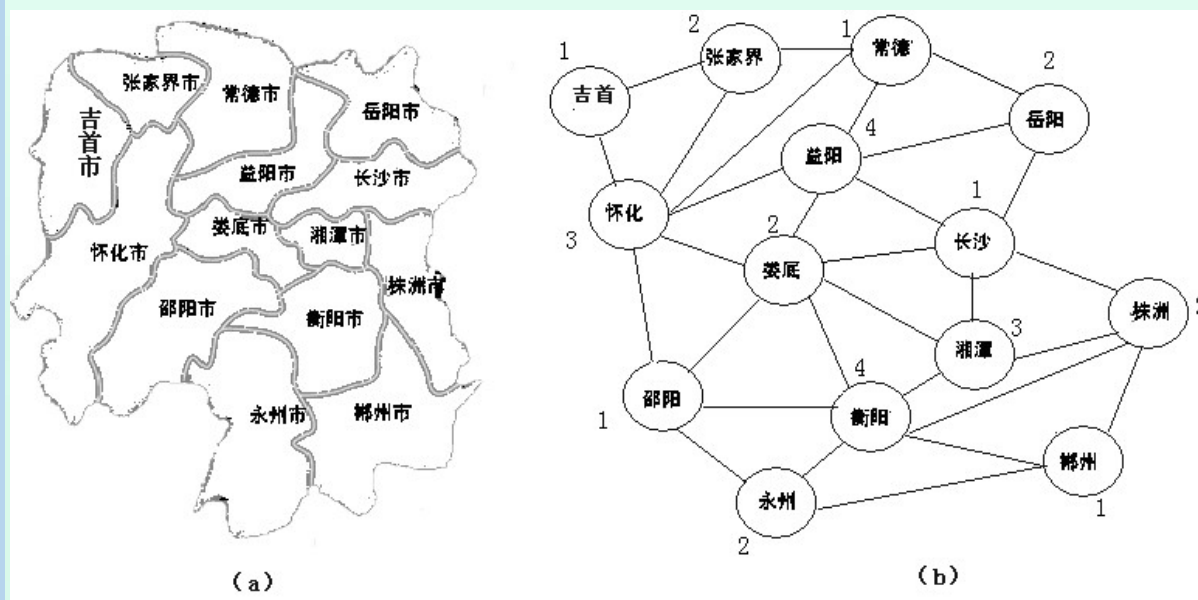 张家界市
常德市
吉首市
岳阳市
益阳市
长沙市
娄底市
湘潭市
怀化市
株洲市
邵阳市
衡阳市
永州市
郴州市
(a)
1
常德
2
张家界
2
岳阳
1
吉首
4
益阳
1
长沙
怀化
3
2
娄底
株洲
3
湘潭
4
衡阳
邵阳
1
郴州
1
永州
2
(b)